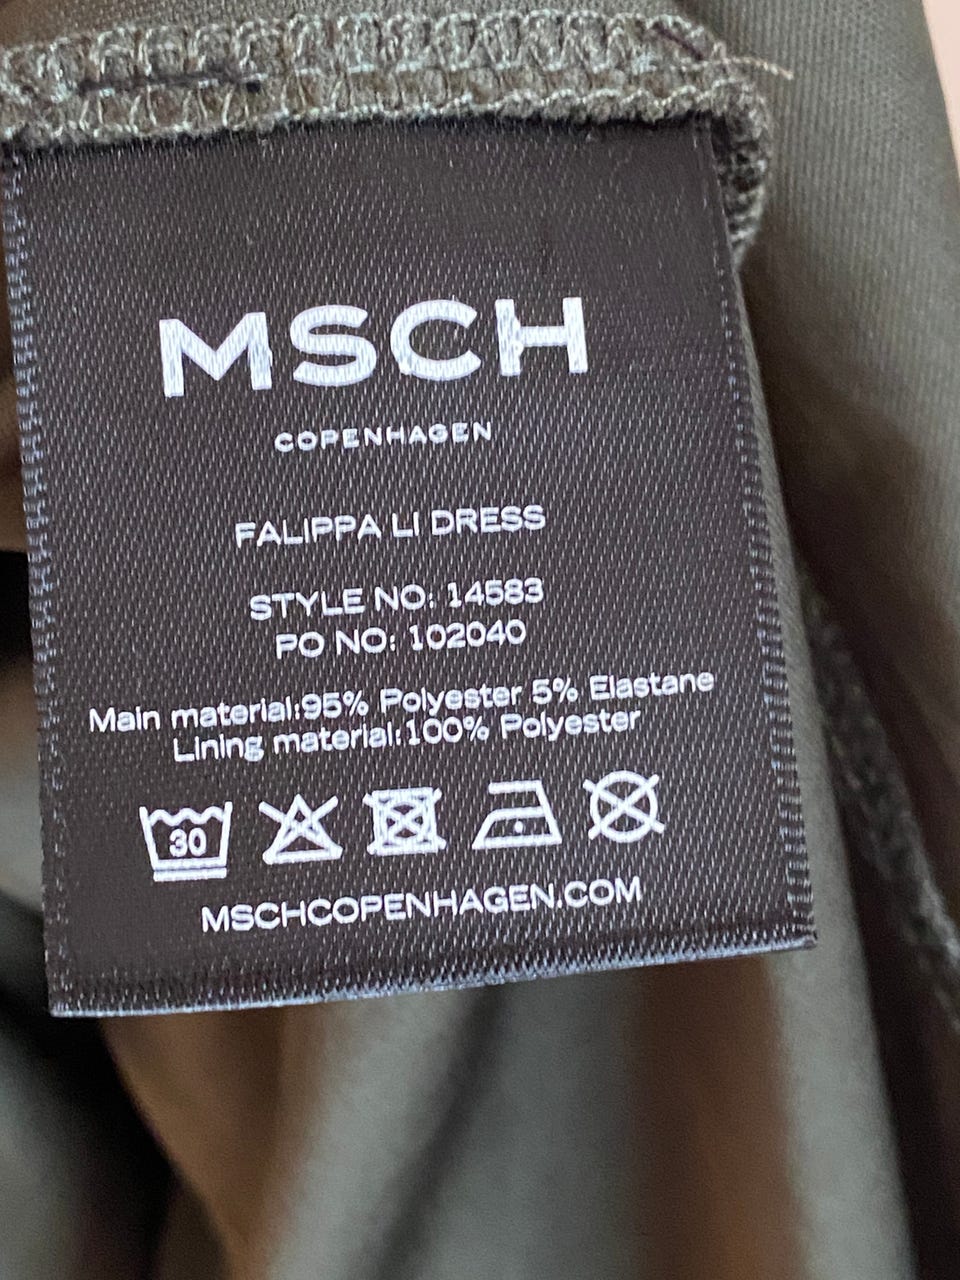 MSCH
COPENHAGEN
FALIPPA LI DRESS
STYLE NO: 14583
PO NO: 102040
Main material:95% Polyester 5% Elastane
Lining material:100% Polyester
30
MSCHCOPENHAGEN.COM